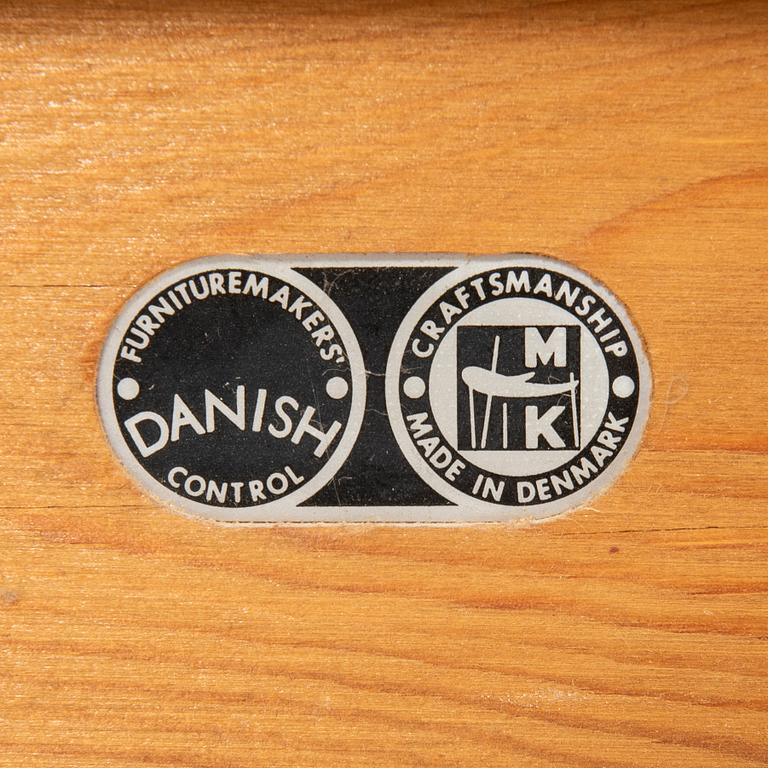 FURNITUREMAKERS'
DANISH
CONTROL
CRAFTSMANSHIP
M
K
MADE IN DENMARK